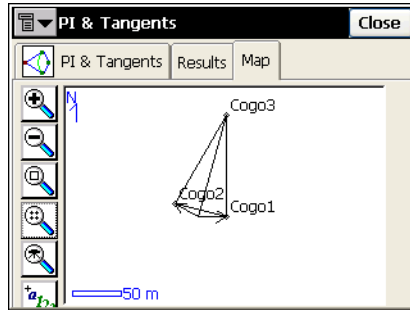 PI & Tangents
Close
PI & Tangents
Results
Map
N
Cogo3
Cogo2
Cogo1
50 m